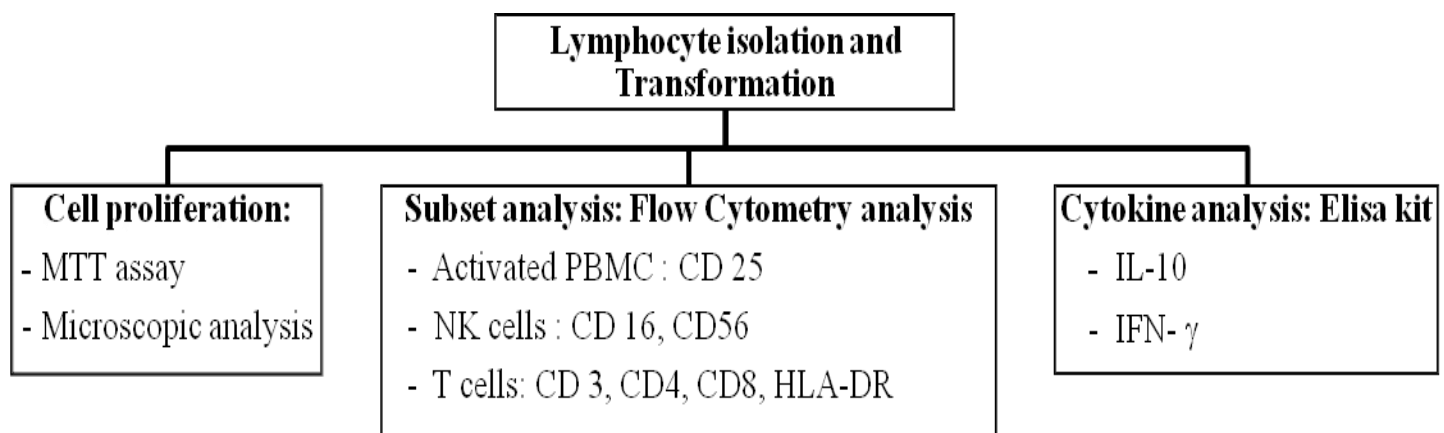 Lymphocyte isolation and
Transformation
Cell proliferation:
- MTT assay
- Microscopic analysis
Subset analysis: Flow Cytometry analysis
- Activated PBMC : CD 25
- NK cells : CD 16, CD56
- T cells: CD 3, CD4, CD8, HLA-DR
Cytokine analysis: Elisa kit
- IL-10
- IFN- γ